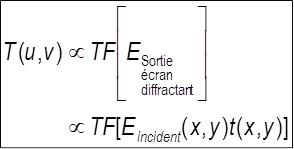 T(u,v) ∝ TF[E Sortie
écran
diffractant]
∝ TF[E incident(x,y)t(x,y)]